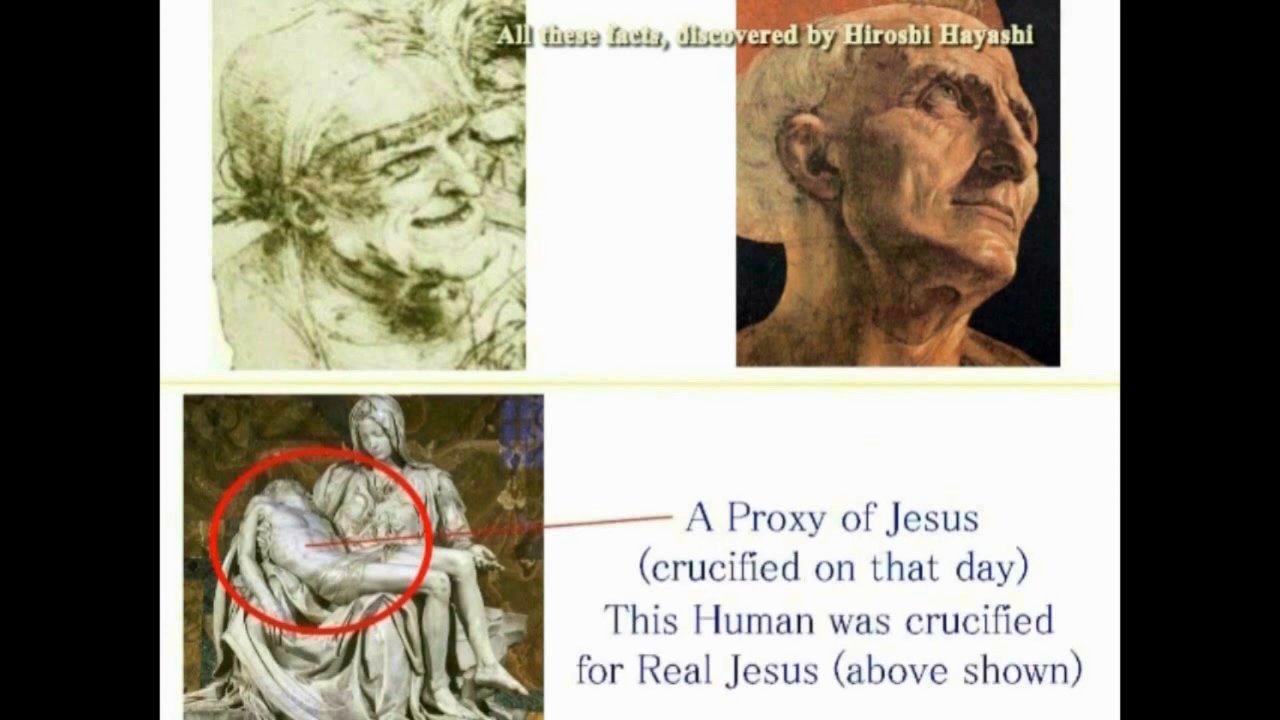 All these facts, discovered by Hiroshi Hayashi
A Proxy of Jesus
(crucified on that day)
This Human was crucified
for Real Jesus (above shown)